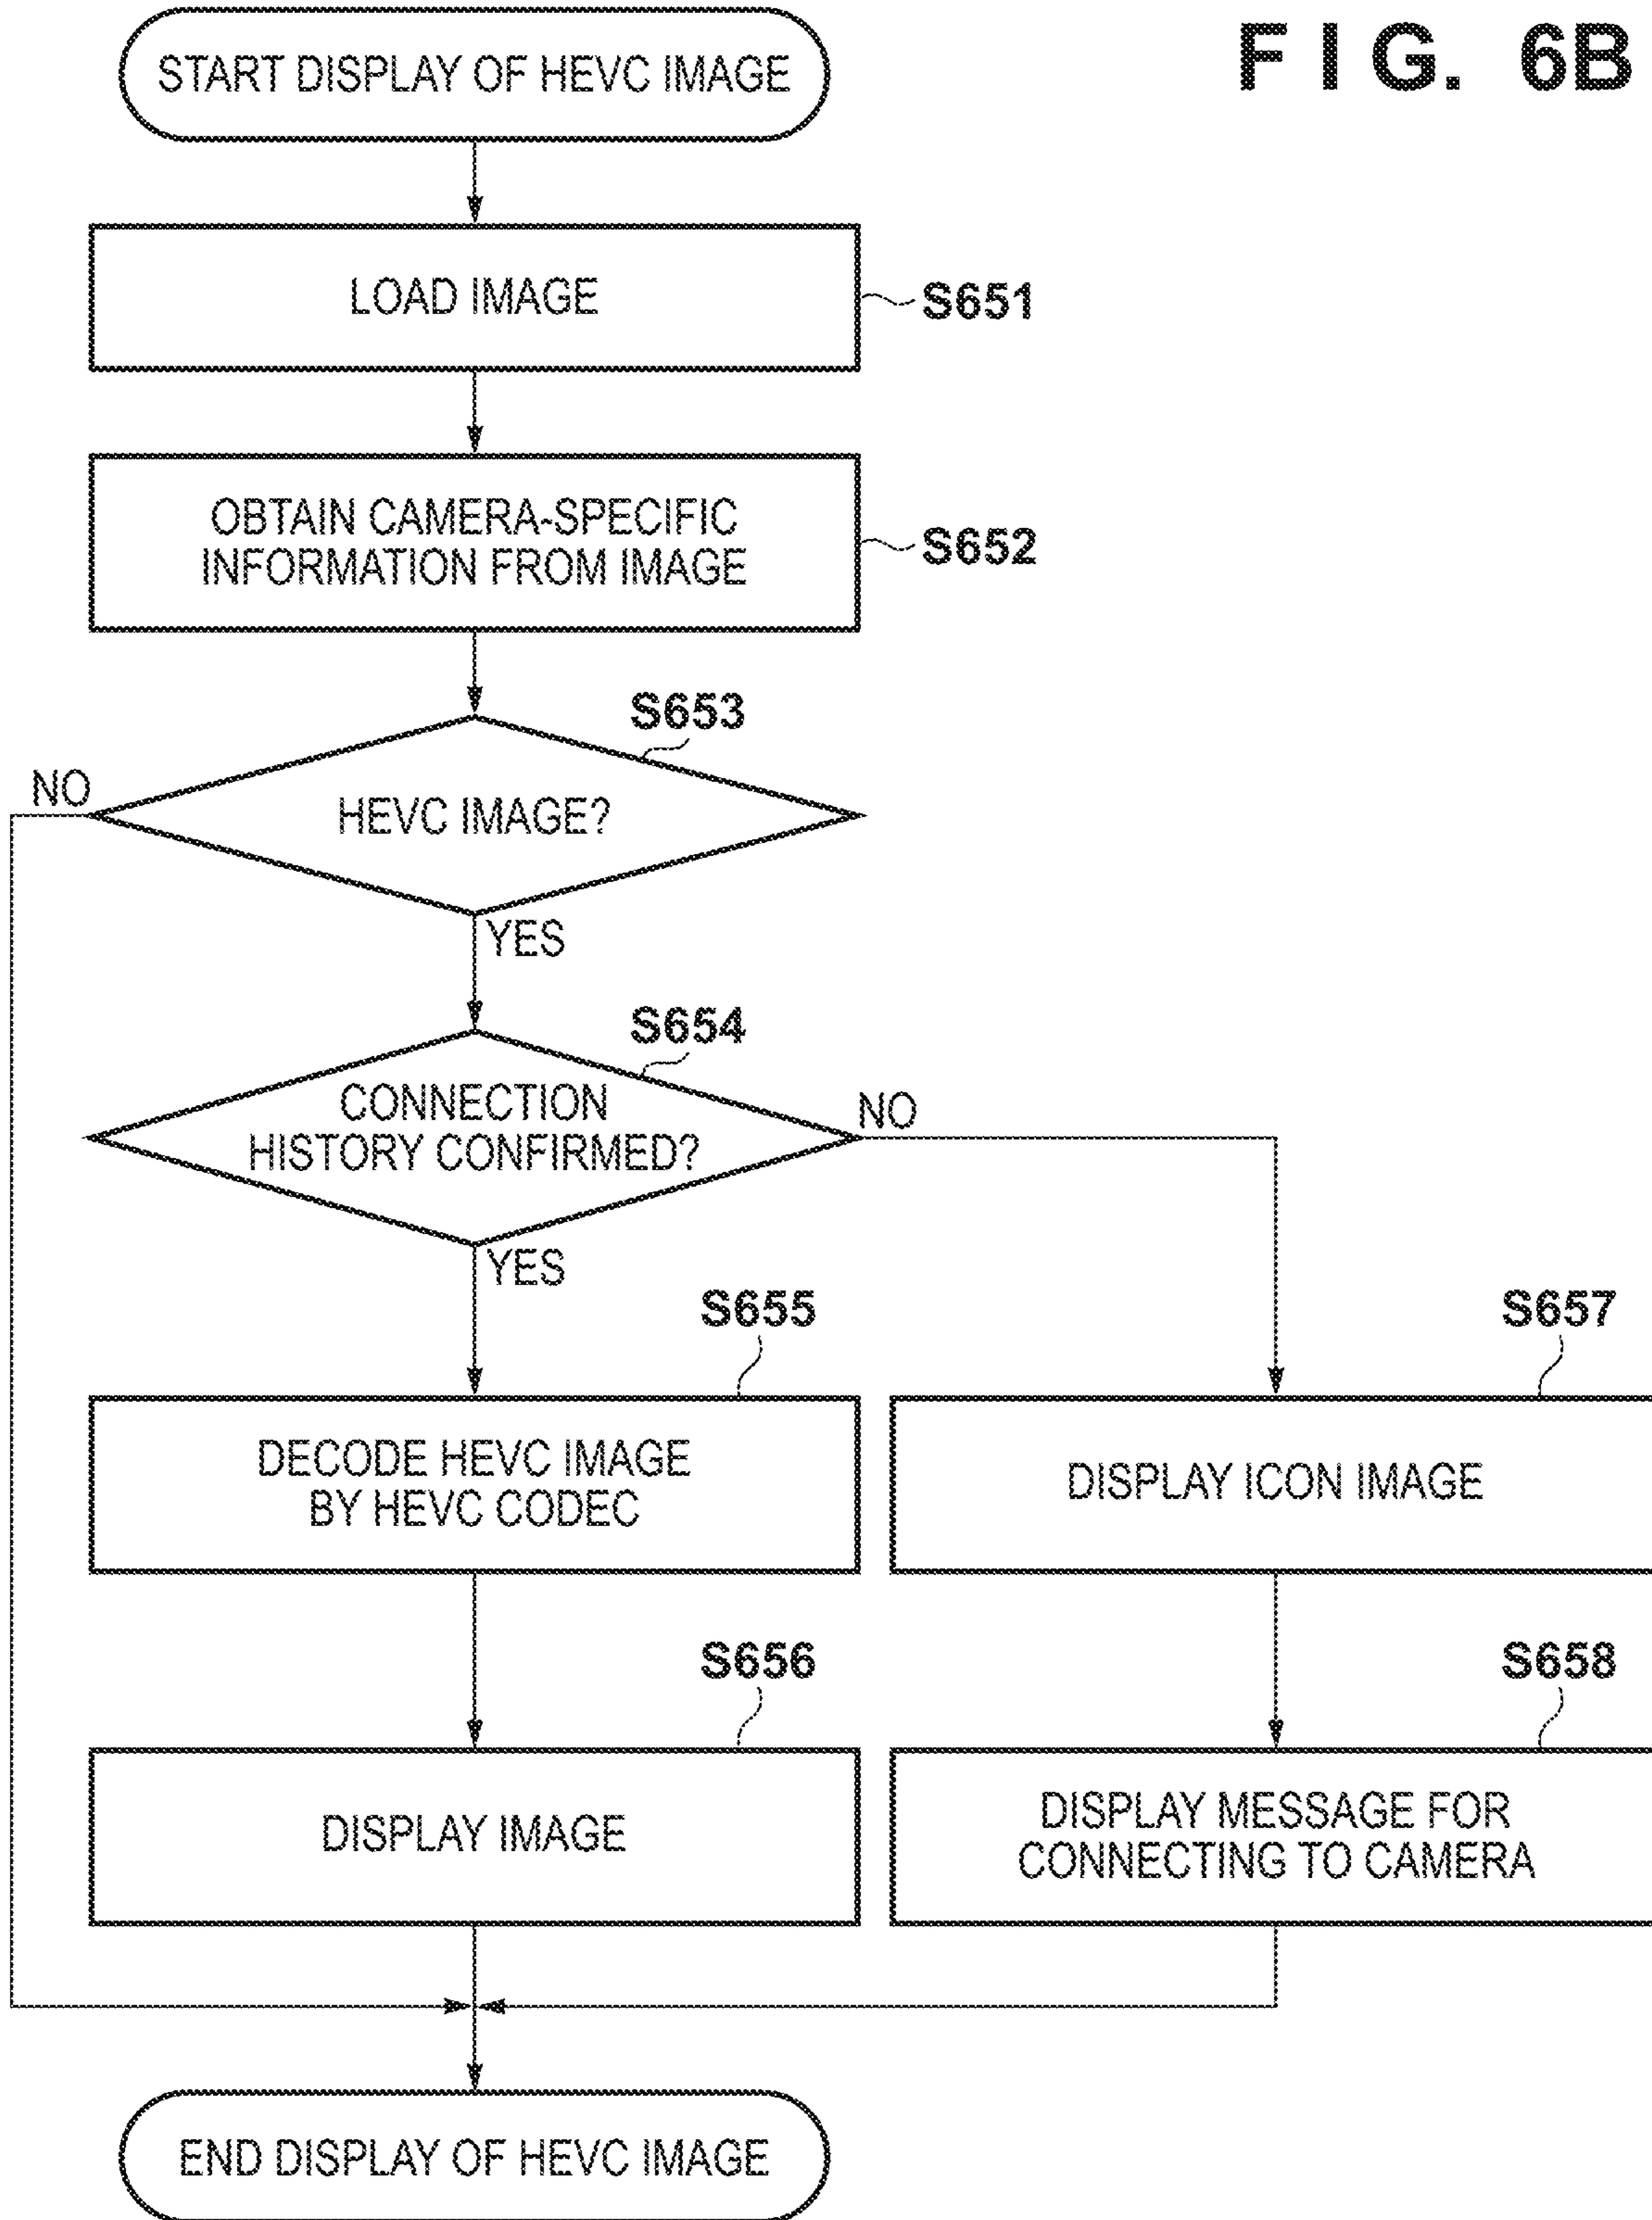 F I G. 6B
START DISPLAY OF HEVC IMAGE
LOAD IMAGE
S651
OBTAIN CAMERA-SPECIFIC
INFORMATION FROM IMAGE
S652
S653
NO
HEVC IMAGE?
YES
S654
CONNECTION
HISTORY CONFIRMED?
NO
YES
S655
S657
DECODE HEVC IMAGE
BY HEVC CODEC
DISPLAY ICON IMAGE
S656
S658
DISPLAY IMAGE
DISPLAY MESSAGE FOR
CONNECTING TO CAMERA
END DISPLAY OF HEVC IMAGE